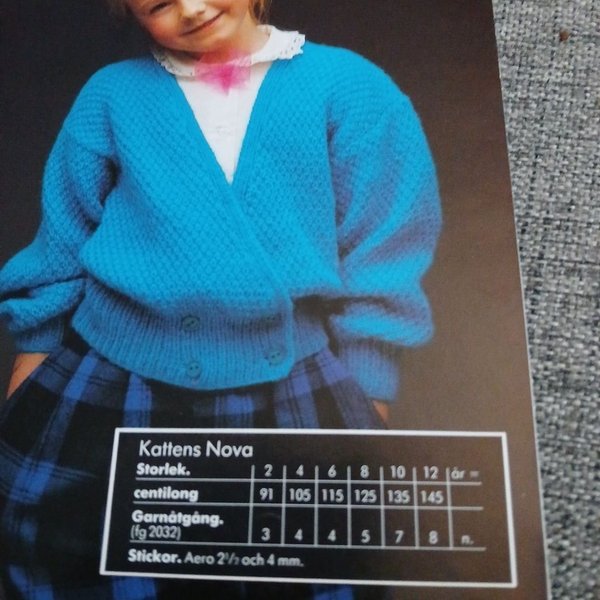 Kattens Nova
Storlek. 2 4 6 8 10 12 år =
centilong 91 105 115 125 135 145
Garnåtgång.
(fg 2032) 3 4 4 5 7 8 n.
Stickor. Aero 2½ och 4 mm.